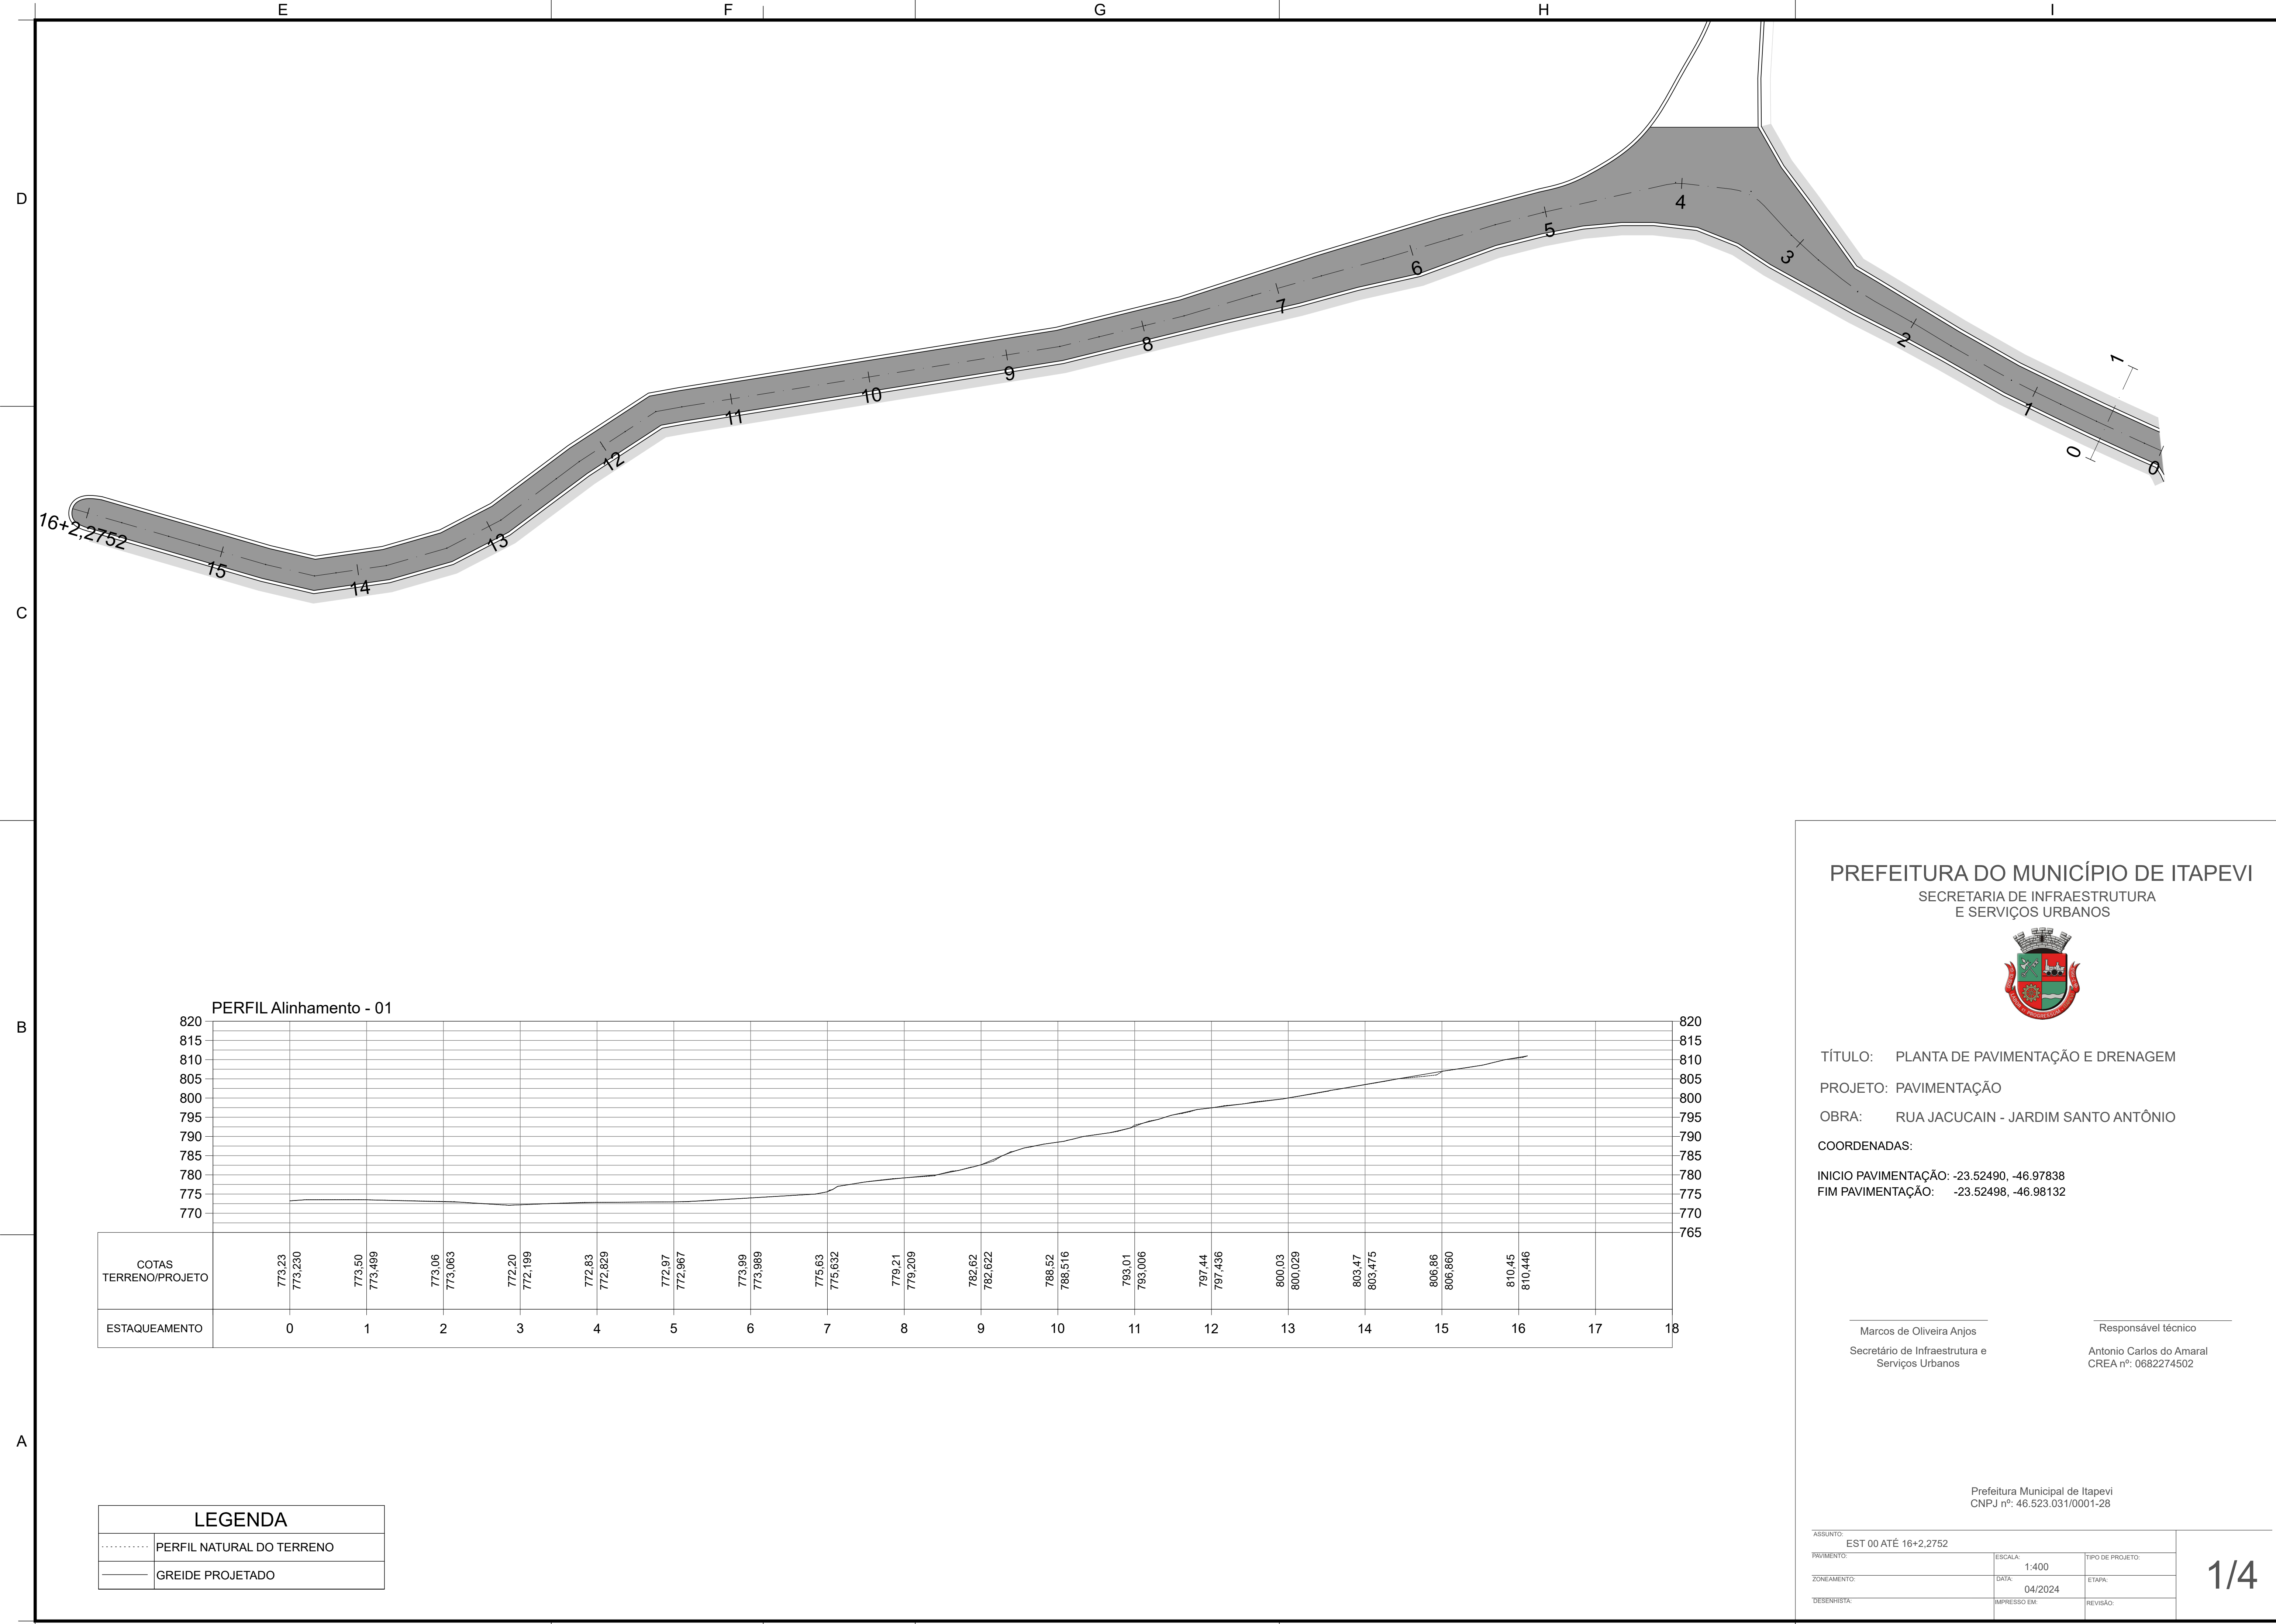 E F G H I
D
C
B
A
4
5
3
6
7
2
8
1
9
1
10
0
11
0
12
16+2,2752
13
15
14
PERFIL Alinhamento - 01
820 820
815 815
810 810
805 805
800 800
795 795
790 790
785 785
780 780
775 775
770 770
765
COTAS
TERRENO/PROJETO
773,23
773,230
773,50
773,499
773,06
773,063
772,20
772,199
772,83
772,829
772,97
772,967
773,99
773,989
775,63
775,632
779,21
779,209
782,62
782,622
788,52
788,516
793,01
793,006
797,44
797,436
800,03
800,029
803,47
803,475
806,86
806,860
810,45
810,446
ESTAQUEAMENTO 0 1 2 3 4 5 6 7 8 9 10 11 12 13 14 15 16 17 18
LEGENDA
PERFIL NATURAL DO TERRENO
GREIDE PROJETADO
PREFEITURA DO MUNICÍPIO DE ITAPEVI
SECRETARIA DE INFRAESTRUTURA
E SERVIÇOS URBANOS
TÍTULO: PLANTA DE PAVIMENTAÇÃO E DRENAGEM
PROJETO: PAVIMENTAÇÃO
OBRA: RUA JACUCAIN - JARDIM SANTO ANTÔNIO
COORDENADAS:
INICIO PAVIMENTAÇÃO: -23.52490, -46.97838
FIM PAVIMENTAÇÃO: -23.52498, -46.98132
Marcos de Oliveira Anjos
Secretário de Infraestrutura e
Serviços Urbanos
Responsável técnico
Antonio Carlos do Amaral
CREA nº: 0682274502
Prefeitura Municipal de Itapevi
CNPJ nº: 46.523.031/0001-28
ASSUNTO:
EST 00 ATÉ 16+2,2752
PAVIMENTO: ESCALA: TIPO DE PROJETO:
1:400
ZONEAMENTO: DATA: ETAPA:
04/2024
DESENHISTA: IMPRESSO EM: REVISÃO:
1/4